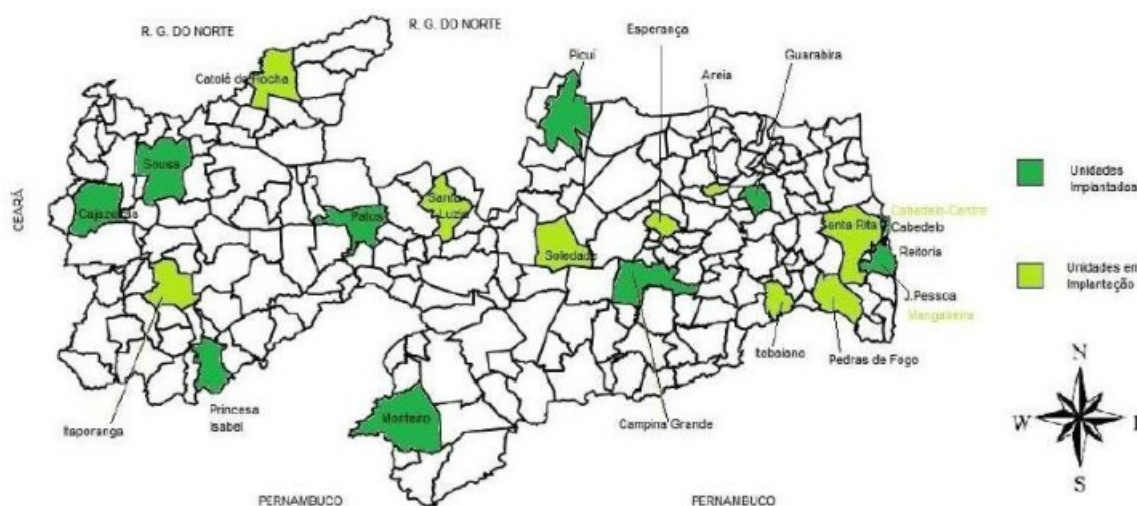 R. G. DO NORTE
R. G. DO NORTE
Esperança
Picuí
Guarabira
Areia
Catolé do Rocha
Sousa
CEARÁ
Cajazeiras
Patos
Santa
Luzia
Soledade
Santa Rita
Cabedelo-Centro
Cabedelo
Reitoria
J.Pessoa
Mangabeira
Itabaiana
Pedras de Fogo
Campina Grande
Itaporanga
Princesa
Isabel
Monteiro
PERNAMBUCO
PERNAMBUCO
Unidades
Implantadas
Unidades em
Implantação
N
W
S